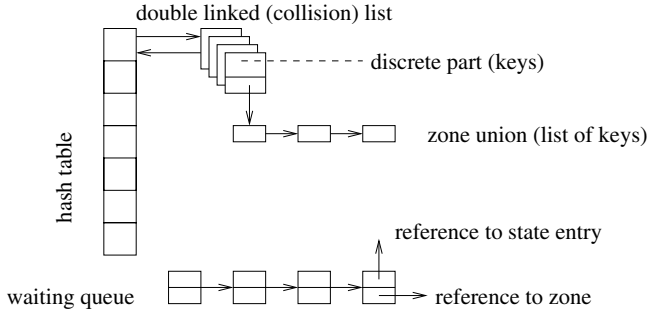 double linked (collision) list
discrete part (keys)
zone union (list of keys)
hash table
reference to state entry
waiting queue
reference to zone